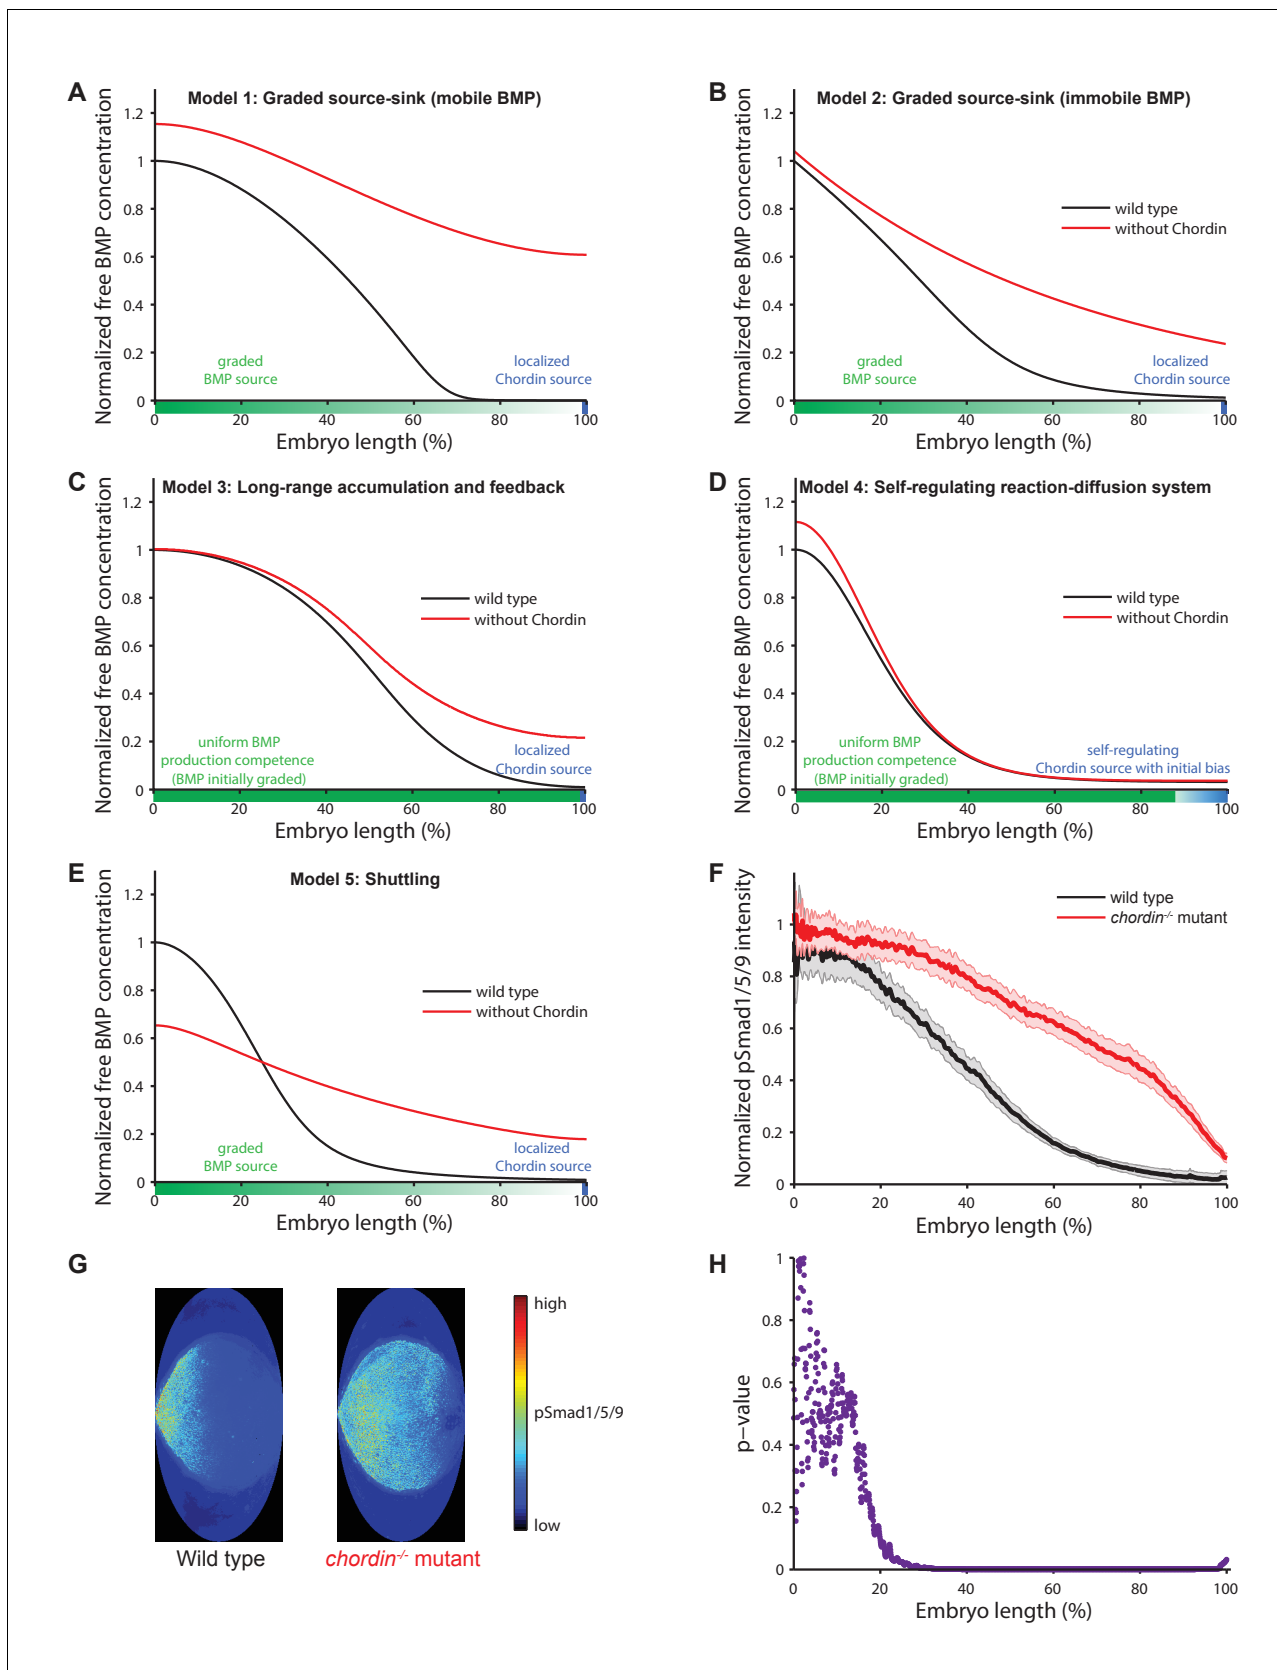 A
Model 1: Graded source-sink (mobile BMP)
Normalized free BMP concentration
1.2
1
0.8
0.6
0.4
0.2
0
graded
BMP source
localized
Chordin source
20
40
60
80
100
0
Embryo length (%)
B
Model 2: Graded source-sink (immobile BMP)
Normalized free BMP concentration
1.2
1
0.8
0.6
0.4
0.2
0
wild type
without Chordin
graded
BMP source
localized
Chordin source
0
20
40
60
80
100
Embryo length (%)
C
Model 3: Long-range accumulation and feedback
Normalized free BMP concentration
1.2
1
0.8
0.6
0.4
0.2
0
wild type
without Chordin
uniform BMP
production competence
(BMP initially graded)
localized
Chordin source
0
20
40
60
80
100
Embryo length (%)
D
Model 4: Self-regulating reaction-diffusion system
Normalized free BMP concentration
1.2
1
0.8
0.6
0.4
0.2
0
wild type
without Chordin
uniform BMP
production competence
(BMP initially graded)
self-regulating
Chordin source with initial bias
0
20
40
60
80
100
Embryo length (%)
E
Model 5: Shuttling
Normalized free BMP concentration
1.2
1
0.8
0.6
0.4
0.2
0
wild type
without Chordin
graded
BMP source
localized
Chordin source
0
20
40
60
80
100
Embryo length (%)
F
Normalized pSmad1/5/9 intensity
1
0.8
0.6
0.4
0.2
0
wild type
chordin-/- mutant
0
20
40
60
80
100
Embryo length (%)
G
high
pSmad1/5/9
low
Wild type
chordin-/- mutant
H
p−value
1
0.8
0.6
0.4
0.2
0
0
20
40
60
80
100
Embryo length (%)